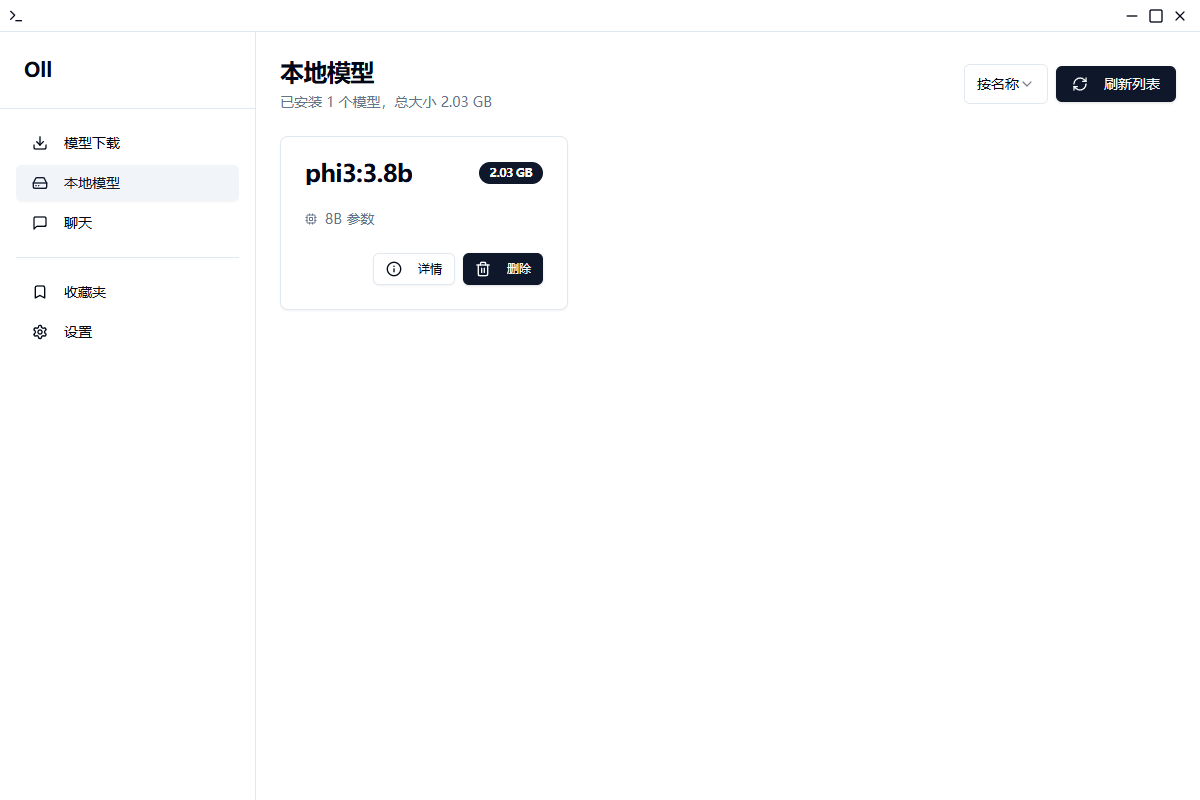 Oll
模型下载
本地模型
聊天
收藏夹
设置
本地模型
已安装 1 个模型，总大小 2.03 GB
按名称
刷新列表
phi3:3.8b
2.03 GB
8B 参数
详情
删除